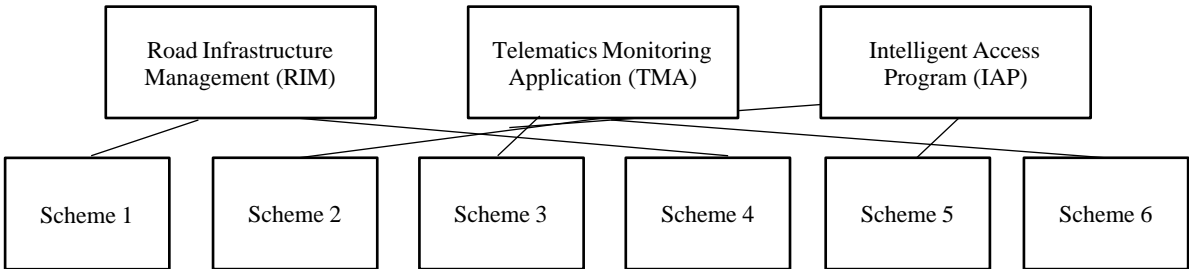 Road Infrastructure
Management (RIM)
Telematics Monitoring
Application (TMA)
Intelligent Access
Program (IAP)
Scheme 1
Scheme 2
Scheme 3
Scheme 4
Scheme 5
Scheme 6